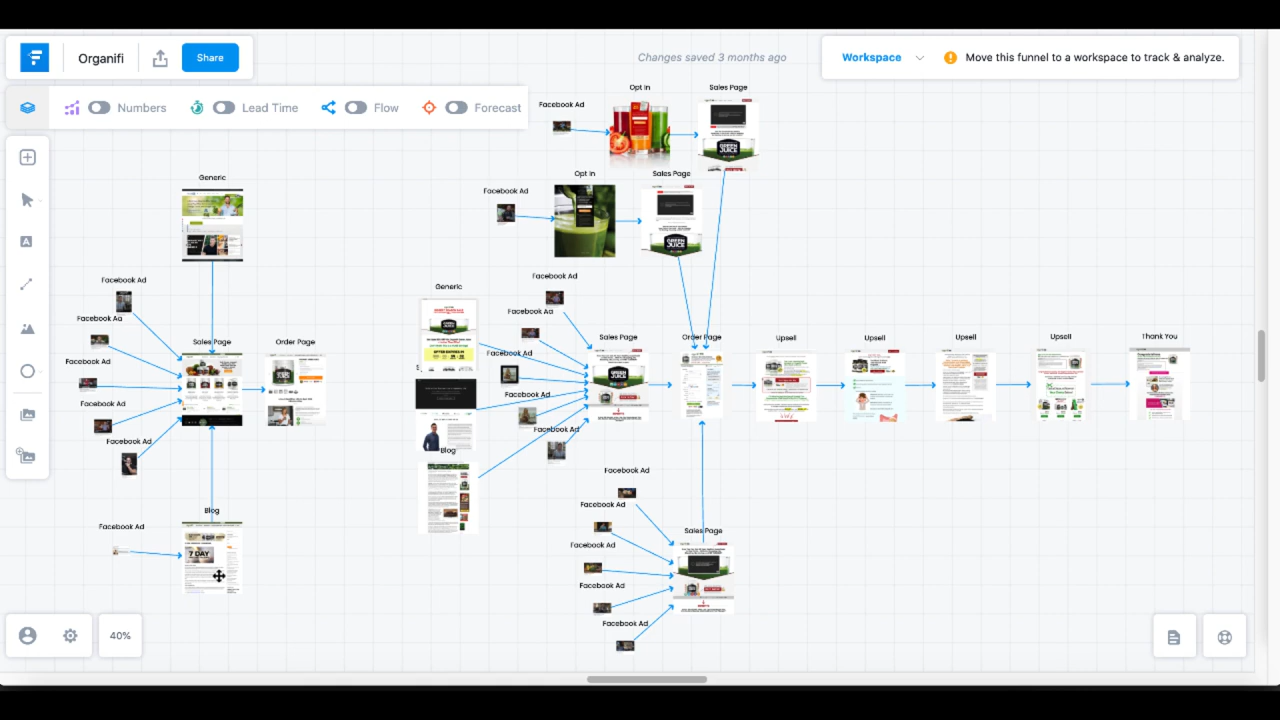 Organifi
Share
Changes saved 3 months ago
Workspace
Move this funnel to a workspace to track & analyze.
Numbers
Lead Time
Flow
Forecast
Facebook Ad
Opt In
Sales Page
GREEN JUICE
Facebook Ad
Opt In
Sales Page
GREEN JUICE
Generic
Facebook Ad
Facebook Ad
Facebook Ad
Facebook Ad
Facebook Ad
Sales Page
Order Page
Generic
Facebook Ad
Facebook Ad
Facebook Ad
Facebook Ad
Facebook Ad
Sales Page
Order Page
Upsell
Upsell
Upsell
Upsell
Thank You
Blog
Facebook Ad
Blog
7 DAY
Facebook Ad
Facebook Ad
Facebook Ad
Facebook Ad
Facebook Ad
Sales Page
40%